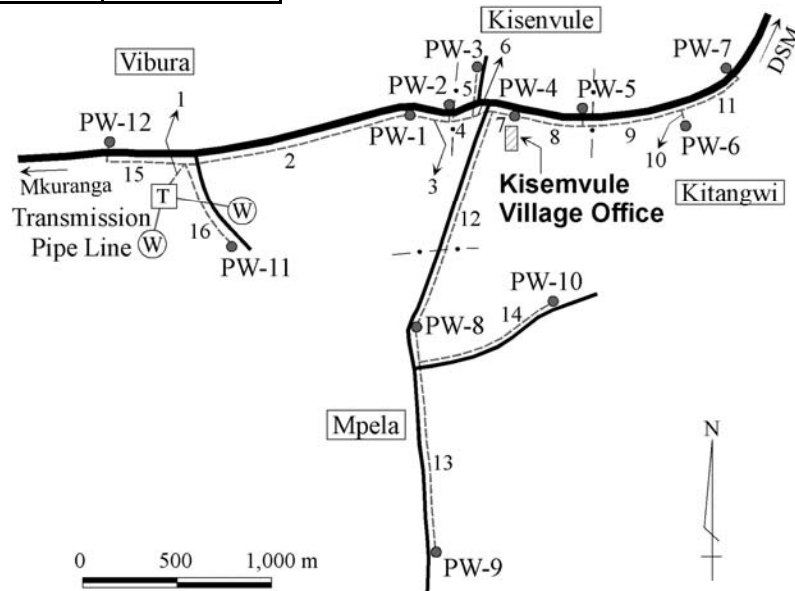 Kisenvule
6
Vibura
PW-3
PW-7
DSM
1
PW-2
5
PW-4
PW-5
PW-12
11
PW-1
4
7
8
9
2
3
10
PW-6
15
Mkuranga
T
W
Kisemvule
Village Office
Kitangwi
Transmission
Pipe Line
16
W
12
PW-11
PW-10
14
PW-8
Mpela
N
13
0 500 1,000 m
PW-9